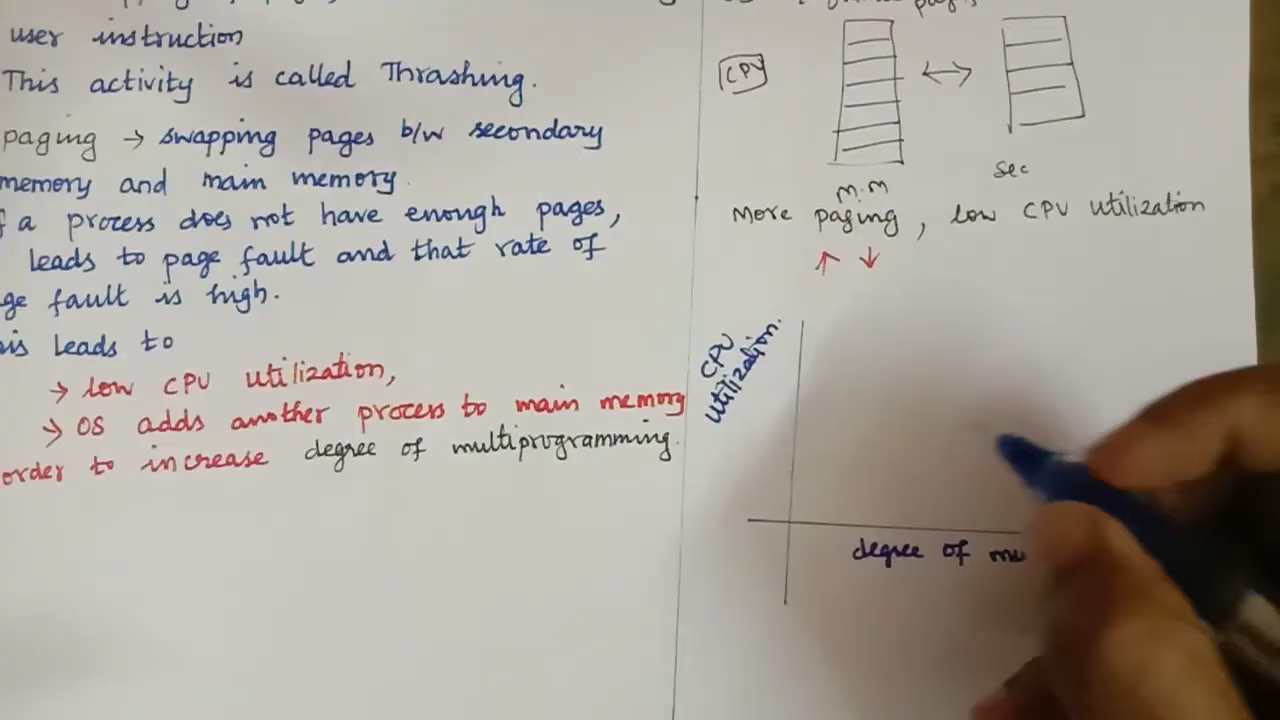 user instruction
This activity is called Thrashing.
paging → swapping pages b/w secondary
memory and main memory.
a process does not have enough pages,
leads to page fault and that rate of
ge fault is high.
is leads to
→ low CPU utilization,
→ OS adds another process to main memory
order to increase degree of multiprogramming.
CPU
M.M
sec
More paging, low CPU utilization
↑ ↓
CPU
utilization.
degree of mu